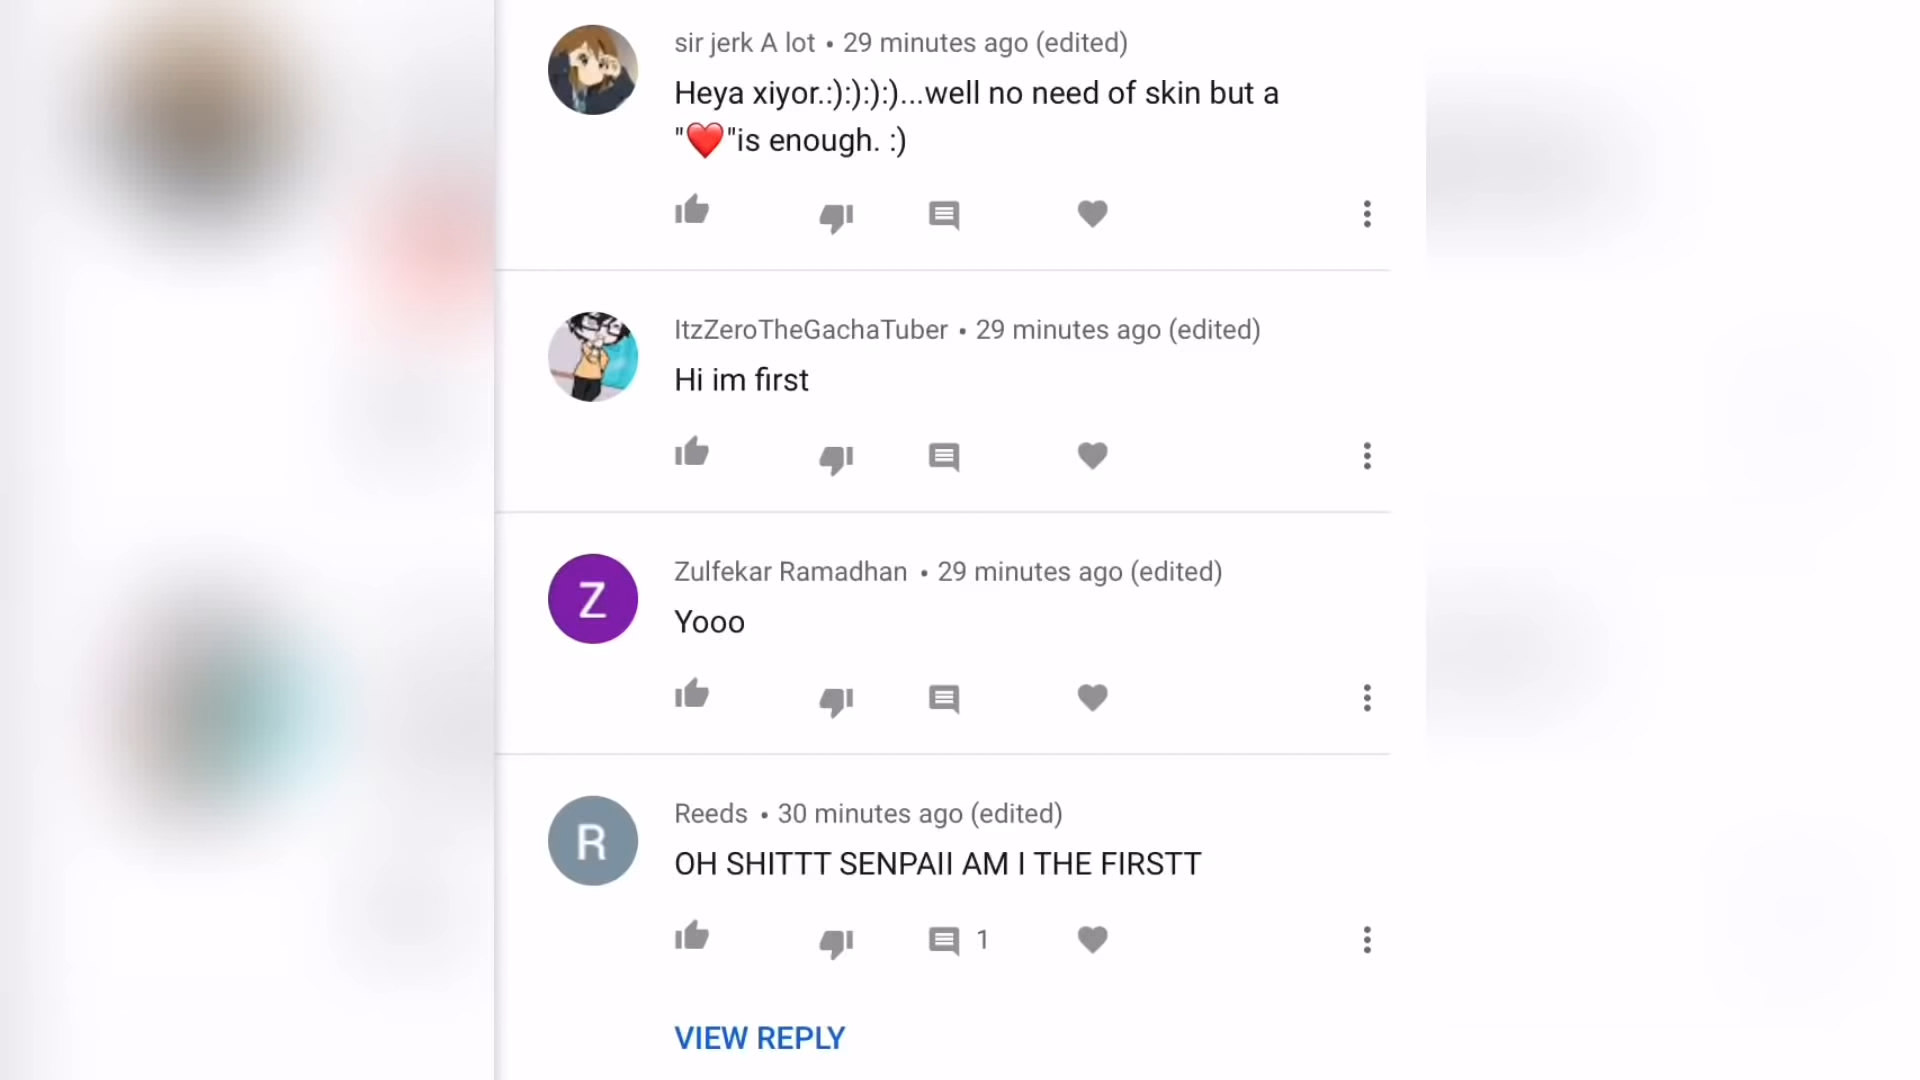 sir jerk A lot • 29 minutes ago (edited)
Heya xiyor.:):):):)...well no need of skin but a
"❤️"is enough. :)
ItzZeroTheGachaTuber • 29 minutes ago (edited)
Hi im first
Z
Zulfekar Ramadhan • 29 minutes ago (edited)
Yooo
R
Reeds • 30 minutes ago (edited)
OH SHITTT SENPAII AM I THE FIRSTT
1
VIEW REPLY